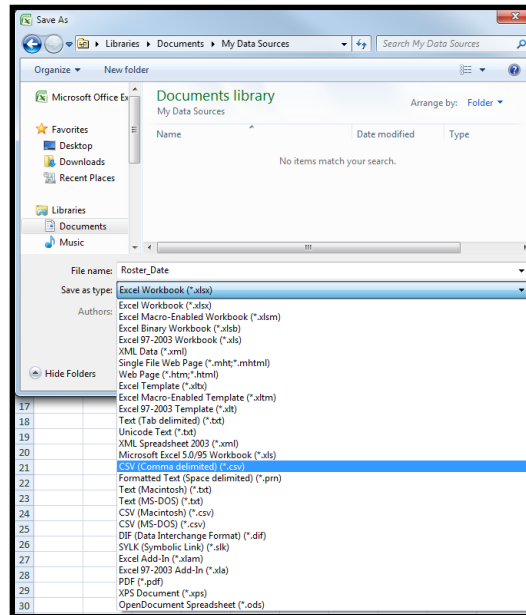 Save As
Libraries Documents My Data Sources Search My Data Sources
Organize New folder
Microsoft Office Ex
Documents library
My Data Sources
Arrange by: Folder
Favorites
Desktop
Downloads
Recent Places
Libraries
Documents
Music
Name Date modified Type
No items match your search.
File name: Roster_Date
Save as type: Excel Workbook (*.xlsx)
Authors:
Excel Workbook (*.xlsx)
Excel Macro-Enabled Workbook (*.xlsm)
Excel Binary Workbook (*.xlsb)
Excel 97-2003 Workbook (*.xls)
XML Data (*.xml)
Single File Web Page (*.mht;*.mhtml)
Web Page (*.htm;*.html)
Excel Template (*.xltx)
Excel Macro-Enabled Template (*.xltm)
Excel 97-2003 Template (*.xlt)
Text (Tab delimited) (*.txt)
Unicode Text (*.txt)
XML Spreadsheet 2003 (*.xml)
Microsoft Excel 5.0/95 Workbook (*.xls)
CSV (Comma delimited) (*.csv)
Formatted Text (Space delimited) (*.prn)
Text (Macintosh) (*.txt)
Text (MS-DOS) (*.txt)
CSV (Macintosh) (*.csv)
CSV (MS-DOS) (*.csv)
DIF (Data Interchange Format) (*.dif)
SYLK (Symbolic Link) (*.slk)
Excel Add-In (*.xlam)
Excel 97-2003 Add-In (*.xla)
PDF (*.pdf)
XPS Document (*.xps)
OpenDocument Spreadsheet (*.ods)
Hide Folders
17
18
19
20
21
22
23
24
25
26
27
28
29
30